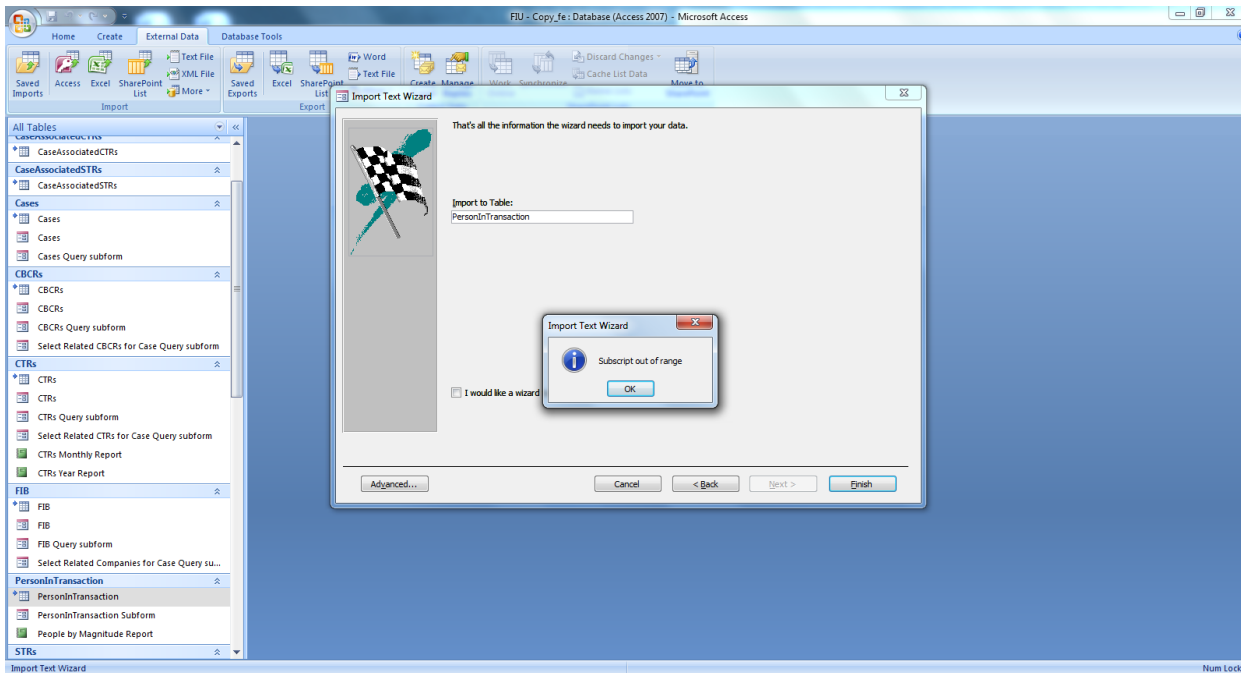 FIU - Copy_fe : Database (Access 2007) - Microsoft Access
Home Create External Data Database Tools
Saved Imports
Access
Excel
SharePoint List
Text File
XML File
More
Import
Saved Exports
Excel
SharePoint List
Word
Text File
Export
Create
Manage
Work
Synchronize
Discard Changes
Cache List Data
Move to
All Tables
CaseAssociatedCTRs
CaseAssociatedCTRs
CaseAssociatedSTRs
CaseAssociatedSTRs
Cases
Cases
Cases
Cases Query subform
CBCRs
CBCRs
CBCRs
CBCRs Query subform
Select Related CBCRs for Case Query subform
CTRs
CTRs
CTRs
CTRs Query subform
Select Related CTRs for Case Query subform
CTRs Monthly Report
CTRs Year Report
FIB
FIB
FIB
FIB Query subform
Select Related Companies for Case Query su...
PersonInTransaction
PersonInTransaction
PersonInTransaction Subform
People by Magnitude Report
STRs
Import Text Wizard
That's all the information the wizard needs to import your data.
Import to Table:
PersonInTransaction
Import Text Wizard
Subscript out of range
OK
I would like a wizard
Advanced...
Cancel
< Back
Next >
Finish
Import Text Wizard
Num Lock